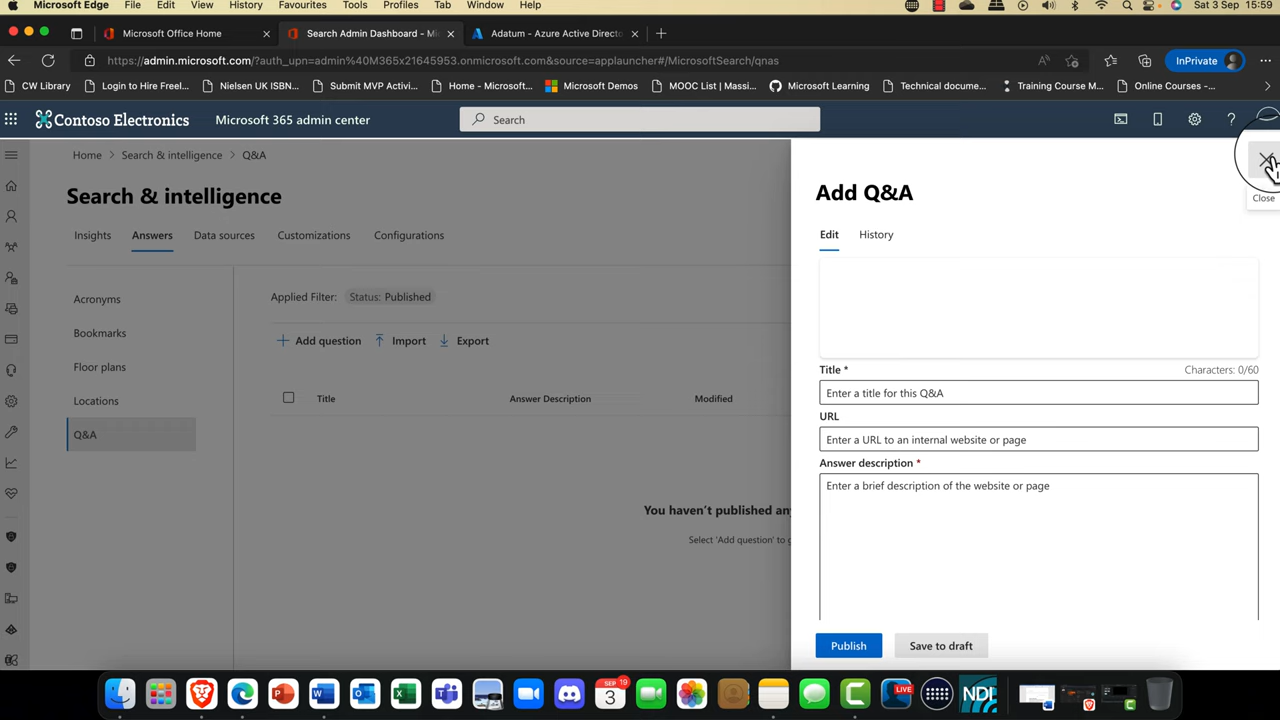 Microsoft Edge File Edit View History Favourites Tools Profiles Tab Window Help Sat 3 Sep 15:59
Microsoft Office Home Search Admin Dashboard - Mi Adatum - Azure Active Directo
https://admin.microsoft.com/?auth_upn=admin%40M365x21645953.onmicrosoft.com&source=applauncher#/MicrosoftSearch/qnas InPrivate
CW Library Login to Hire Freel... Nielsen UK ISBN... Submit MVP Activi... Home - Microsoft... Microsoft Demos MOOC List | Massi... Microsoft Learning Technical docume... Training Course M... Online Courses -...
Contoso Electronics Microsoft 365 admin center Search
Home > Search & intelligence > Q&A
Close
Search & intelligence
Insights Answers Data sources Customizations Configurations
Acronyms
Bookmarks
Floor plans
Locations
Q&A
Applied Filter: Status: Published
Add question Import Export
Title Answer Description Modified
You haven't published an
Select 'Add question' to g
Add Q&A
Edit History
Title * Characters: 0/60
Enter a title for this Q&A
URL
Enter a URL to an internal website or page
Answer description *
Enter a brief description of the website or page
Publish Save to draft
SEP 19
3
LIVE
NDI